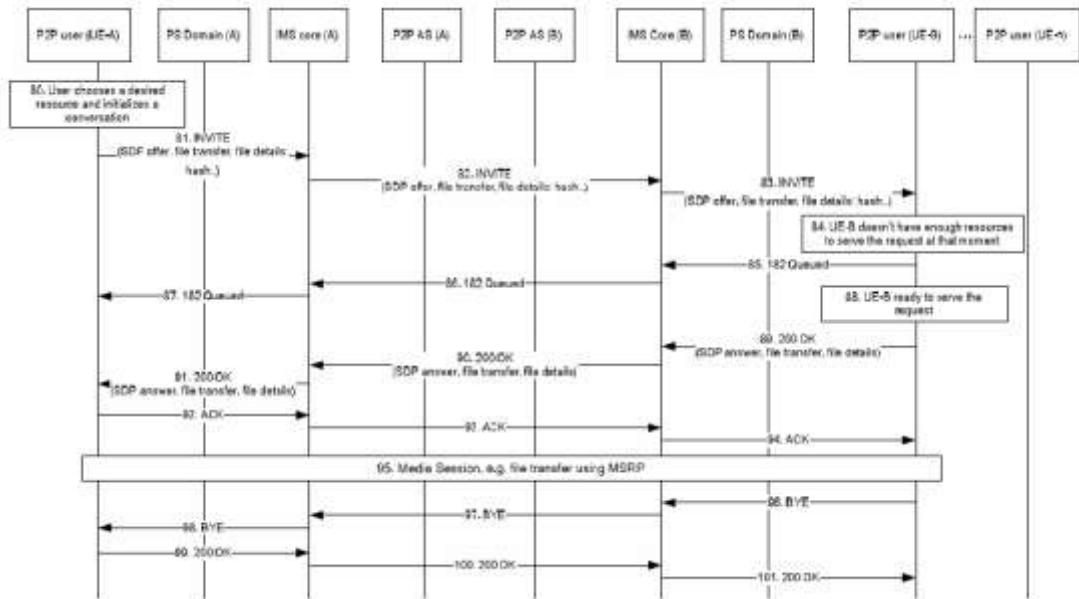 P2P user (UE-A)
PS Domain (A)
IMS core (A)
P2P AS (A)
P2P AS (B)
IMS Core (B)
PS Domain (B)
P2P user (UE-B)
...
P2P user (UE-n)
80. User chooses a desired
resource and initializes a
conversation
81. INVITE
(SDP offer, file transfer, file details:
hash..)
82. INVITE
(SDP offer, file transfer, file details: hash..)
83. INVITE
(SDP offer, file transfer, file details: hash..)
84. UE-B doesn't have enough resources
to serve the request at that moment
85. 182 Queued
86. 182 Queued
87. 182 Queued
88. UE-B ready to serve the
request
89. 200 OK
(SDP answer, file transfer, file details)
90. 200 OK
(SDP answer, file transfer, file details)
91. 200 OK
(SDP answer, file transfer, file details)
92. ACK
93. ACK
94. ACK
95. Media Session, e.g. file transfer using MSRP
96. BYE
97. BYE
98. BYE
99. 200 OK
100. 200 OK
101. 200 OK